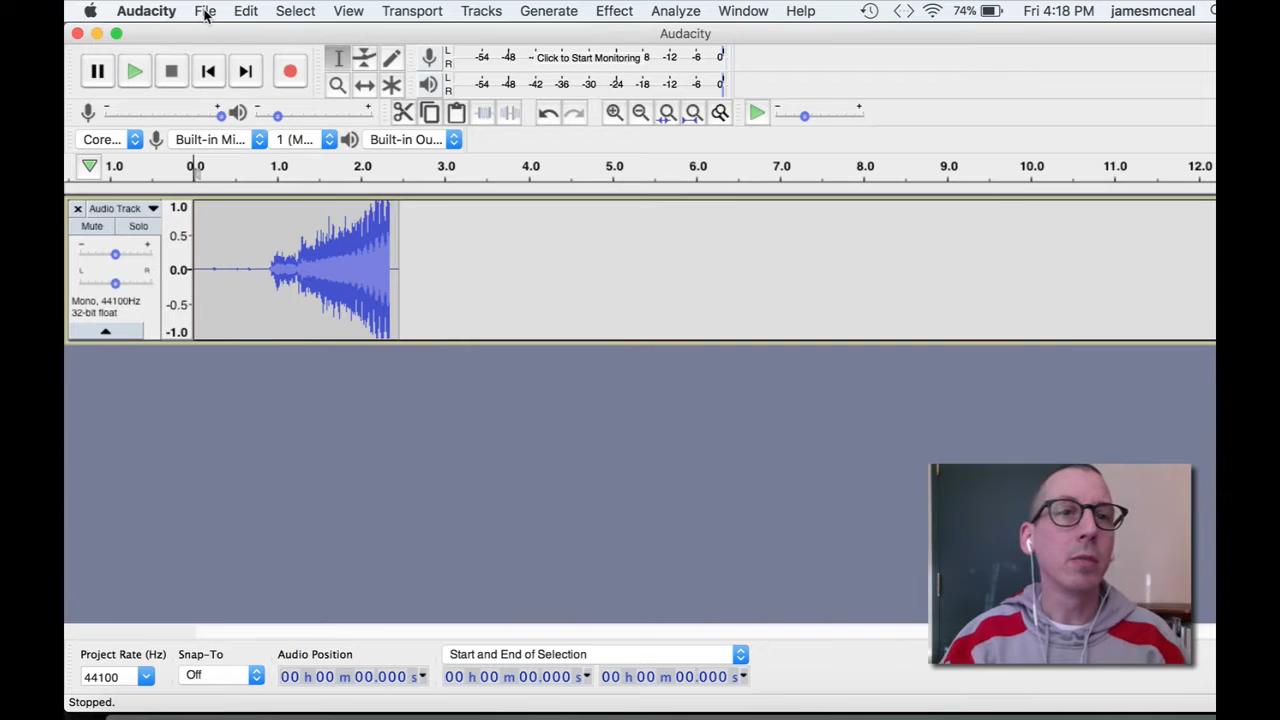 Audacity File Edit Select View Transport Tracks Generate Effect Analyze Window Help 74% Fri 4:18 PM jamesmcneal
Audacity
L R -54 -48 -- Click to Start Monitoring 8 -12 -6 0
L R -54 -48 -42 -36 -30 -24 -18 -12 -6 0
- + - + - +
Core... Built-in Mi... 1 (M... Built-in Ou...
1.0 0.0 1.0 2.0 3.0 4.0 5.0 6.0 7.0 8.0 9.0 10.0 11.0 12.0
x Audio Track 1.0
Mute Solo
- + 0.5
L R 0.0-
Mono, 44100Hz -0.5
32-bit float
-1.0
Project Rate (Hz) Snap-To Audio Position Start and End of Selection
44100 Off 00 h 00 m 00.000 s 00 h 00 m 00.000 s 00 h 00 m 00.000 s
Stopped.